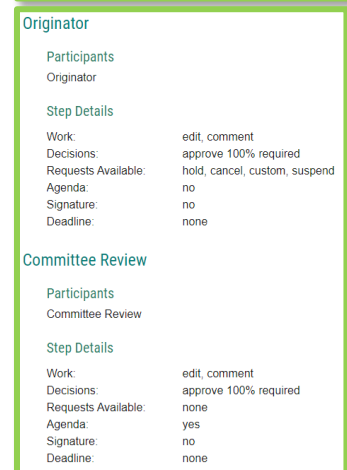 Originator
Participants
Originator
Step Details
Work: edit, comment
Decisions: approve 100% required
Requests Available: hold, cancel, custom, suspend
Agenda: no
Signature: no
Deadline: none
Committee Review
Participants
Committee Review
Step Details
Work: edit, comment
Decisions: approve 100% required
Requests Available: none
Agenda: yes
Signature: no
Deadline: none